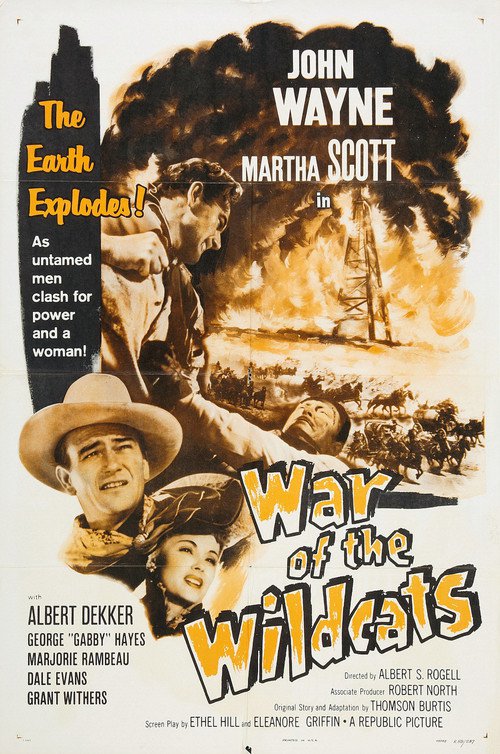 JOHN
WAYNE
MARTHA SCOTT
in
The
Earth
Explodes!
As
untamed
men
clash for
power
and a
woman!
War
of the
Wildcats
with
ALBERT DEKKER
GEORGE "GABBY" HAYES
MARJORIE RAMBEAU
DALE EVANS
GRANT WITHERS
Directed by ALBERT S. ROGELL
Associate Producer ROBERT NORTH
Original Story and Adaptation by THOMSON BURTIS
Screen Play by ETHEL HILL and ELEANORE GRIFFIN • A REPUBLIC PICTURE
PRINTED IN U.S.A.